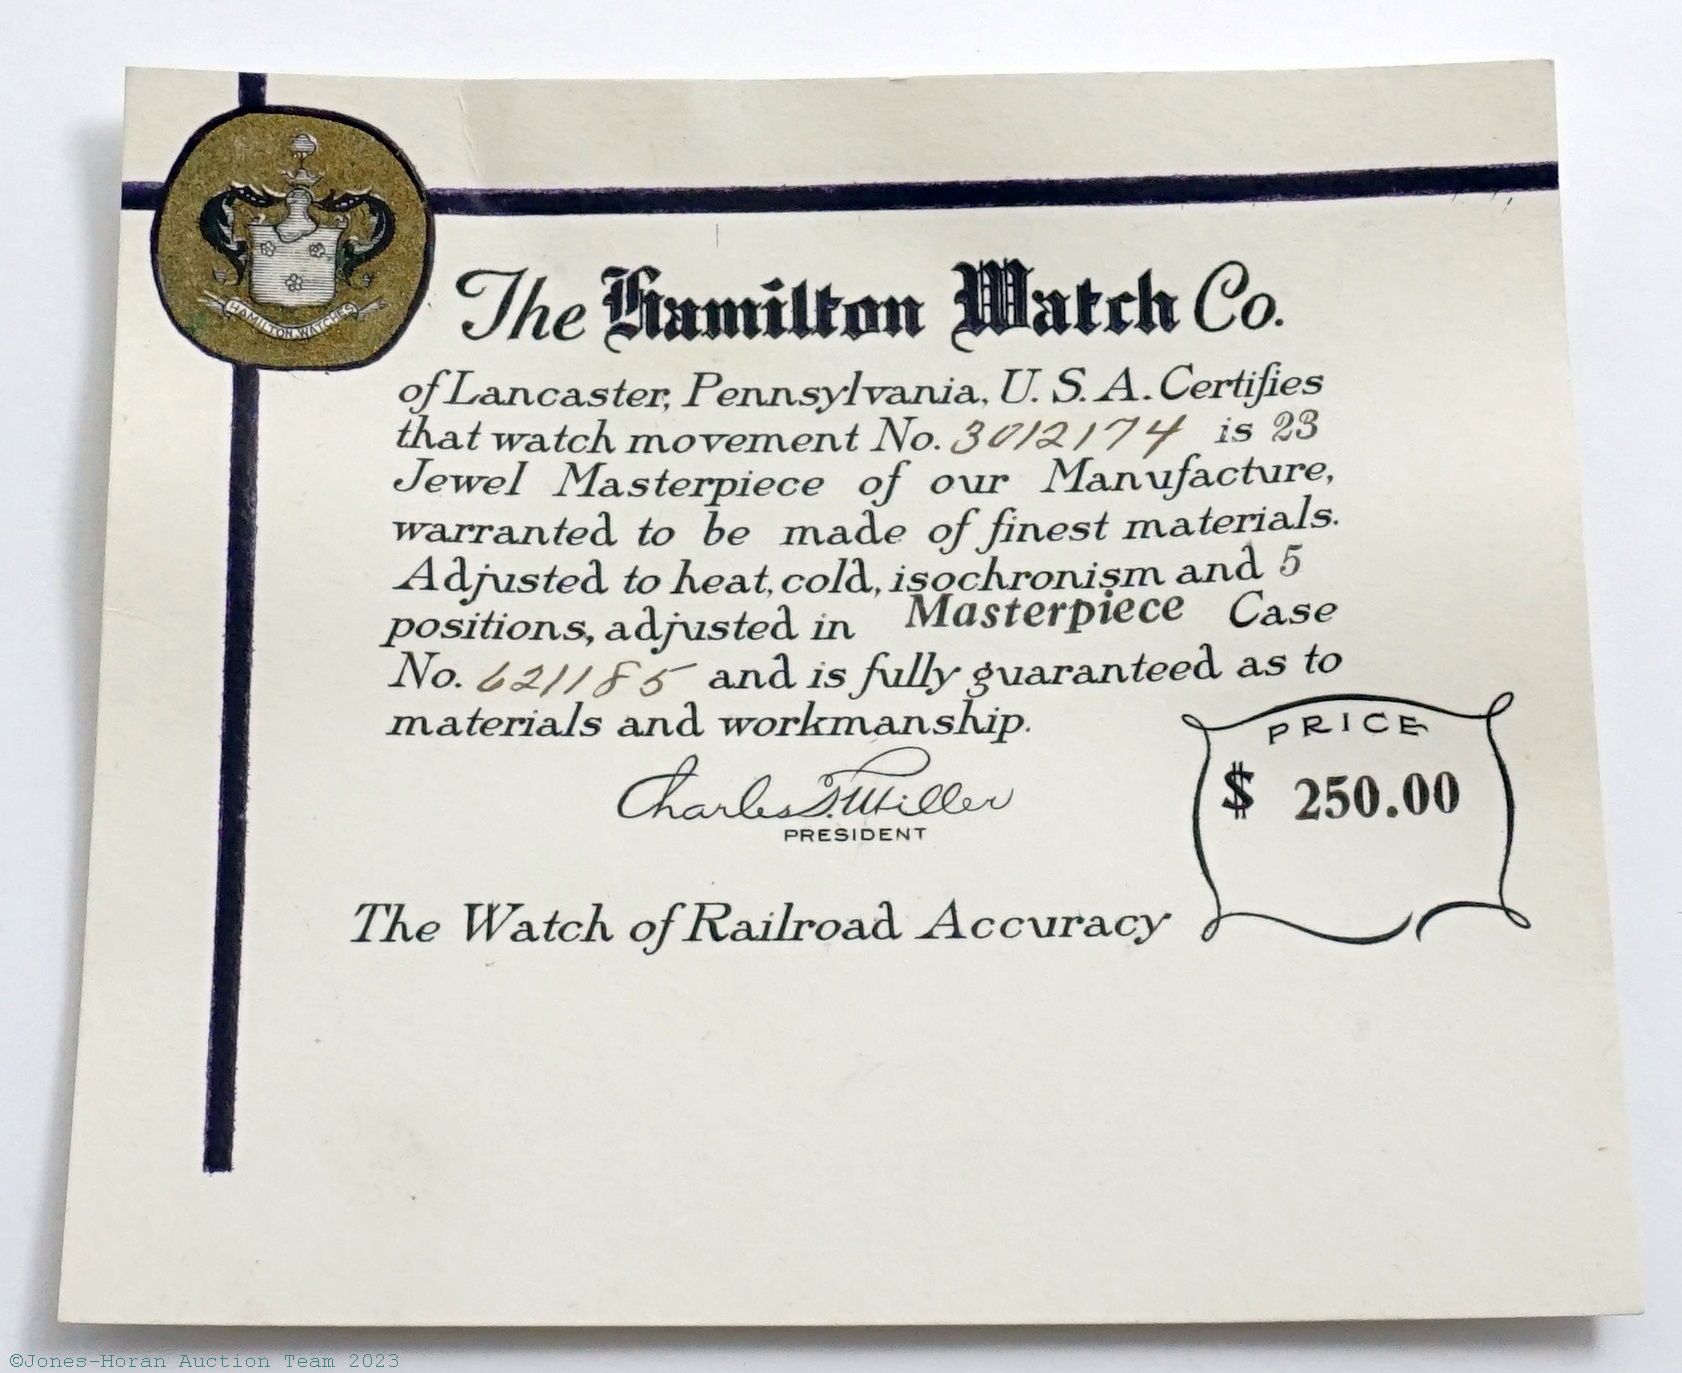 HAMILTON WATCHES
The Hamilton Watch Co.
of Lancaster, Pennsylvania, U. S. A. Certifies
that watch movement No. 3012174 is 23
Jewel Masterpiece of our Manufacture,
warranted to be made of finest materials.
Adjusted to heat, cold, isochronism and 5
positions, adjusted in Masterpiece Case
No. 621185 and is fully guaranteed as to
materials and workmanship.
PRICE
$ 250.00
Charles F. Miller
PRESIDENT
The Watch of Railroad Accuracy
©Jones-Horan Auction Team 2023